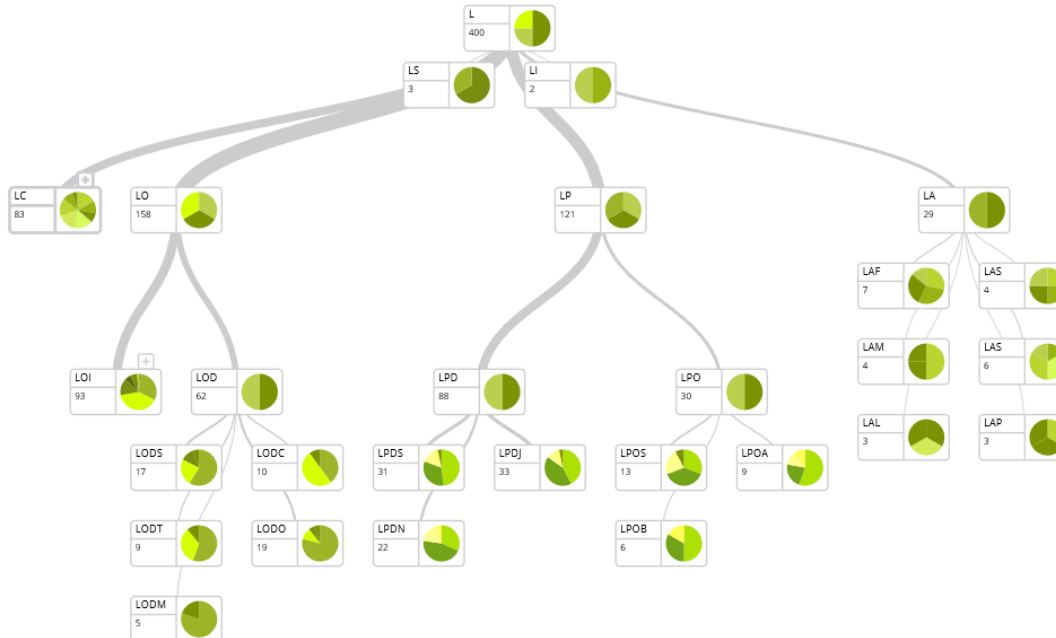 L
400
LS
3
LI
2
LC
83
LO
158
LP
121
LA
29
LAF
7
LAS
4
LAM
4
LAS
6
LOI
93
LOD
62
LPD
88
LPO
30
LAL
3
LAP
3
LODS
17
LODC
10
LPDS
31
LPDJ
33
LPOS
13
LPOA
9
LODT
9
LODO
19
LPDN
22
LPOB
6
LODM
5